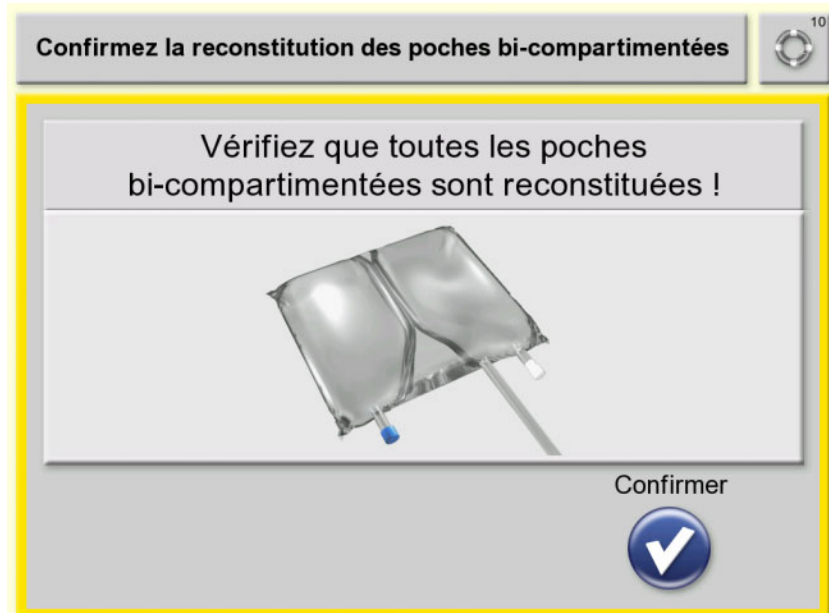 Confirmez la reconstitution des poches bi-compartimentées
10
Vérifiez que toutes les poches
bi-compartimentées sont reconstituées !
Confirmer